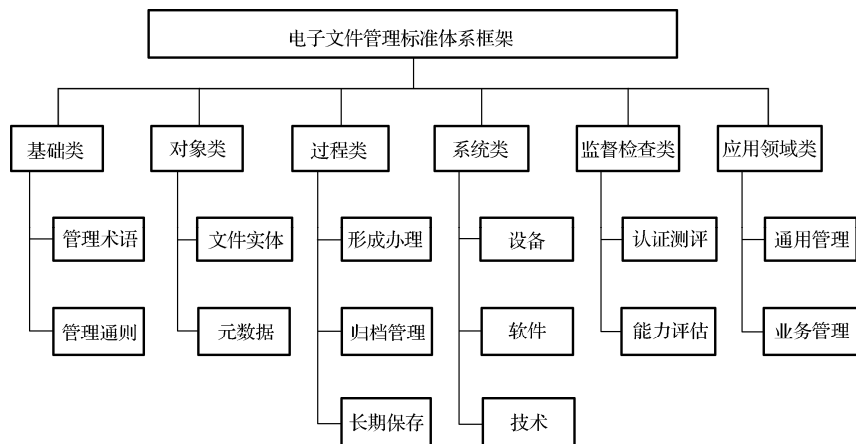 电子文件管理标准体系框架
基础类
对象类
过程类
系统类
监督检查类
应用领域类
管理术语
文件实体
形成办理
设备
认证测评
通用管理
管理通则
元数据
归档管理
软件
能力评估
业务管理
长期保存
技术